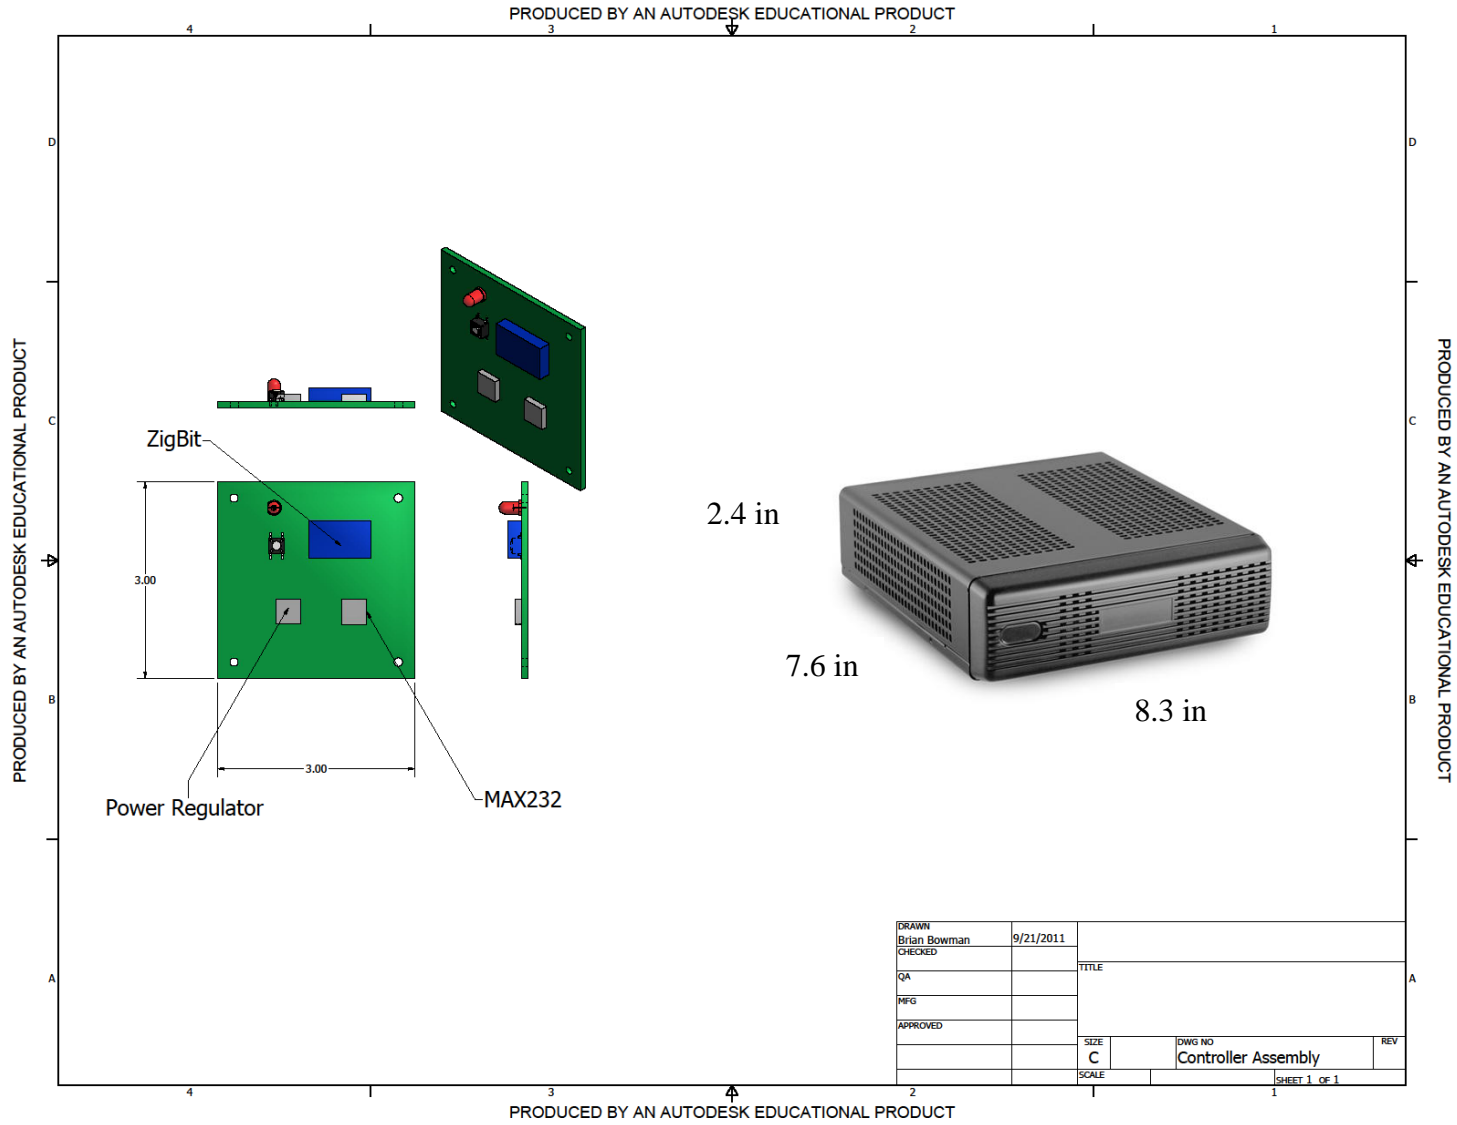 PRODUCED BY AN AUTODESK EDUCATIONAL PRODUCT
4
3
2
1
D
D
PRODUCED BY AN AUTODESK EDUCATIONAL PRODUCT
PRODUCED BY AN AUTODESK EDUCATIONAL PRODUCT
C
C
ZigBit
2.4 in
3.00
7.6 in
8.3 in
B
B
3.00
Power Regulator
MAX232
DRAWN
Brian Bowman
9/21/2011
CHECKED
TITLE
QA
A
A
MFG
APPROVED
SIZE
C
DWG NO
Controller Assembly
REV
SCALE
SHEET 1 OF 1
4
3
2
1
PRODUCED BY AN AUTODESK EDUCATIONAL PRODUCT